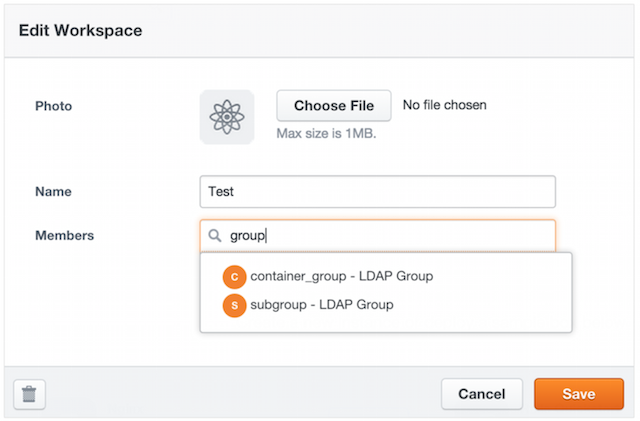 Edit Workspace
Photo
Choose File No file chosen
Max size is 1MB.
Name Test
Members group
C container_group - LDAP Group
S subgroup - LDAP Group
Cancel Save